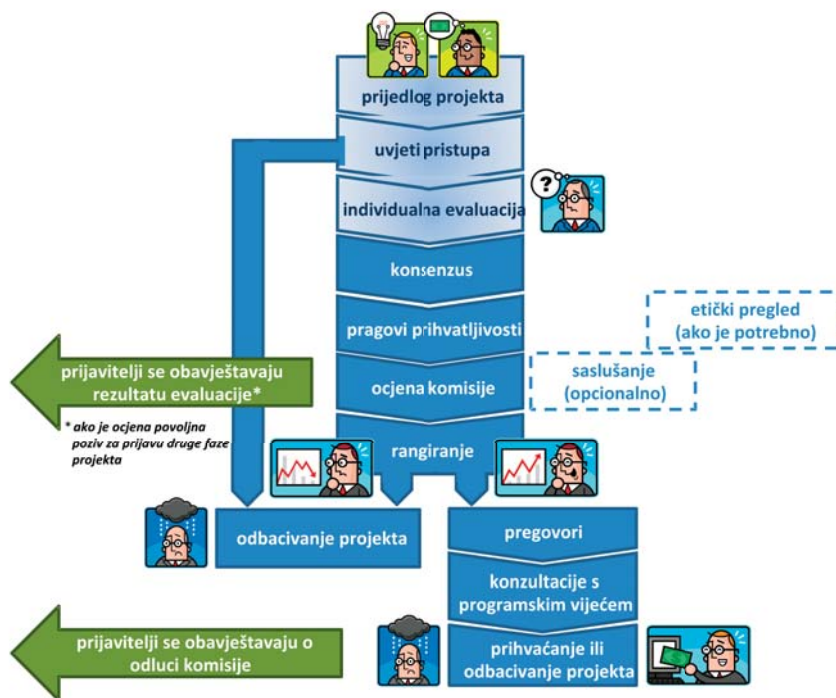 prijedlog projekta
uvjeti pristupa
?
individualna evaluacija
konsenzus
pragovi prihvatljivosti
etički pregled
(ako je potrebno)
ocjena komisije
saslušanje
(opcionalno)
prijavitelji se obavještavaju
rezultatu evaluacije*
* ako je ocjena povoljna
poziv za prijavu druge faze
projekta
rangiranje
odbacivanje projekta
pregovori
konzultacije s
programskim vijećem
prihvaćanje ili
odbacivanje projekta
prijavitelji se obavještavaju o
odluci komisije